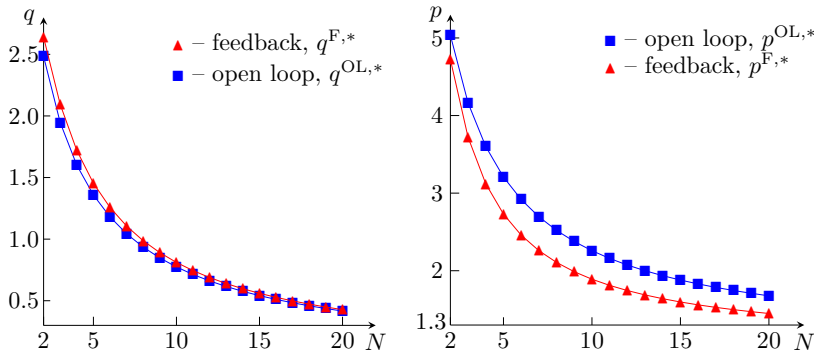 q
2.5
2.0
1.5
1.0
0.5
2 5 10 15 20 N
– feedback, q^{F,*}
– open loop, q^{OL,*}
p
5
4
3
2
1.3
2 5 10 15 20 N
– open loop, p^{OL,*}
– feedback, p^{F,*}